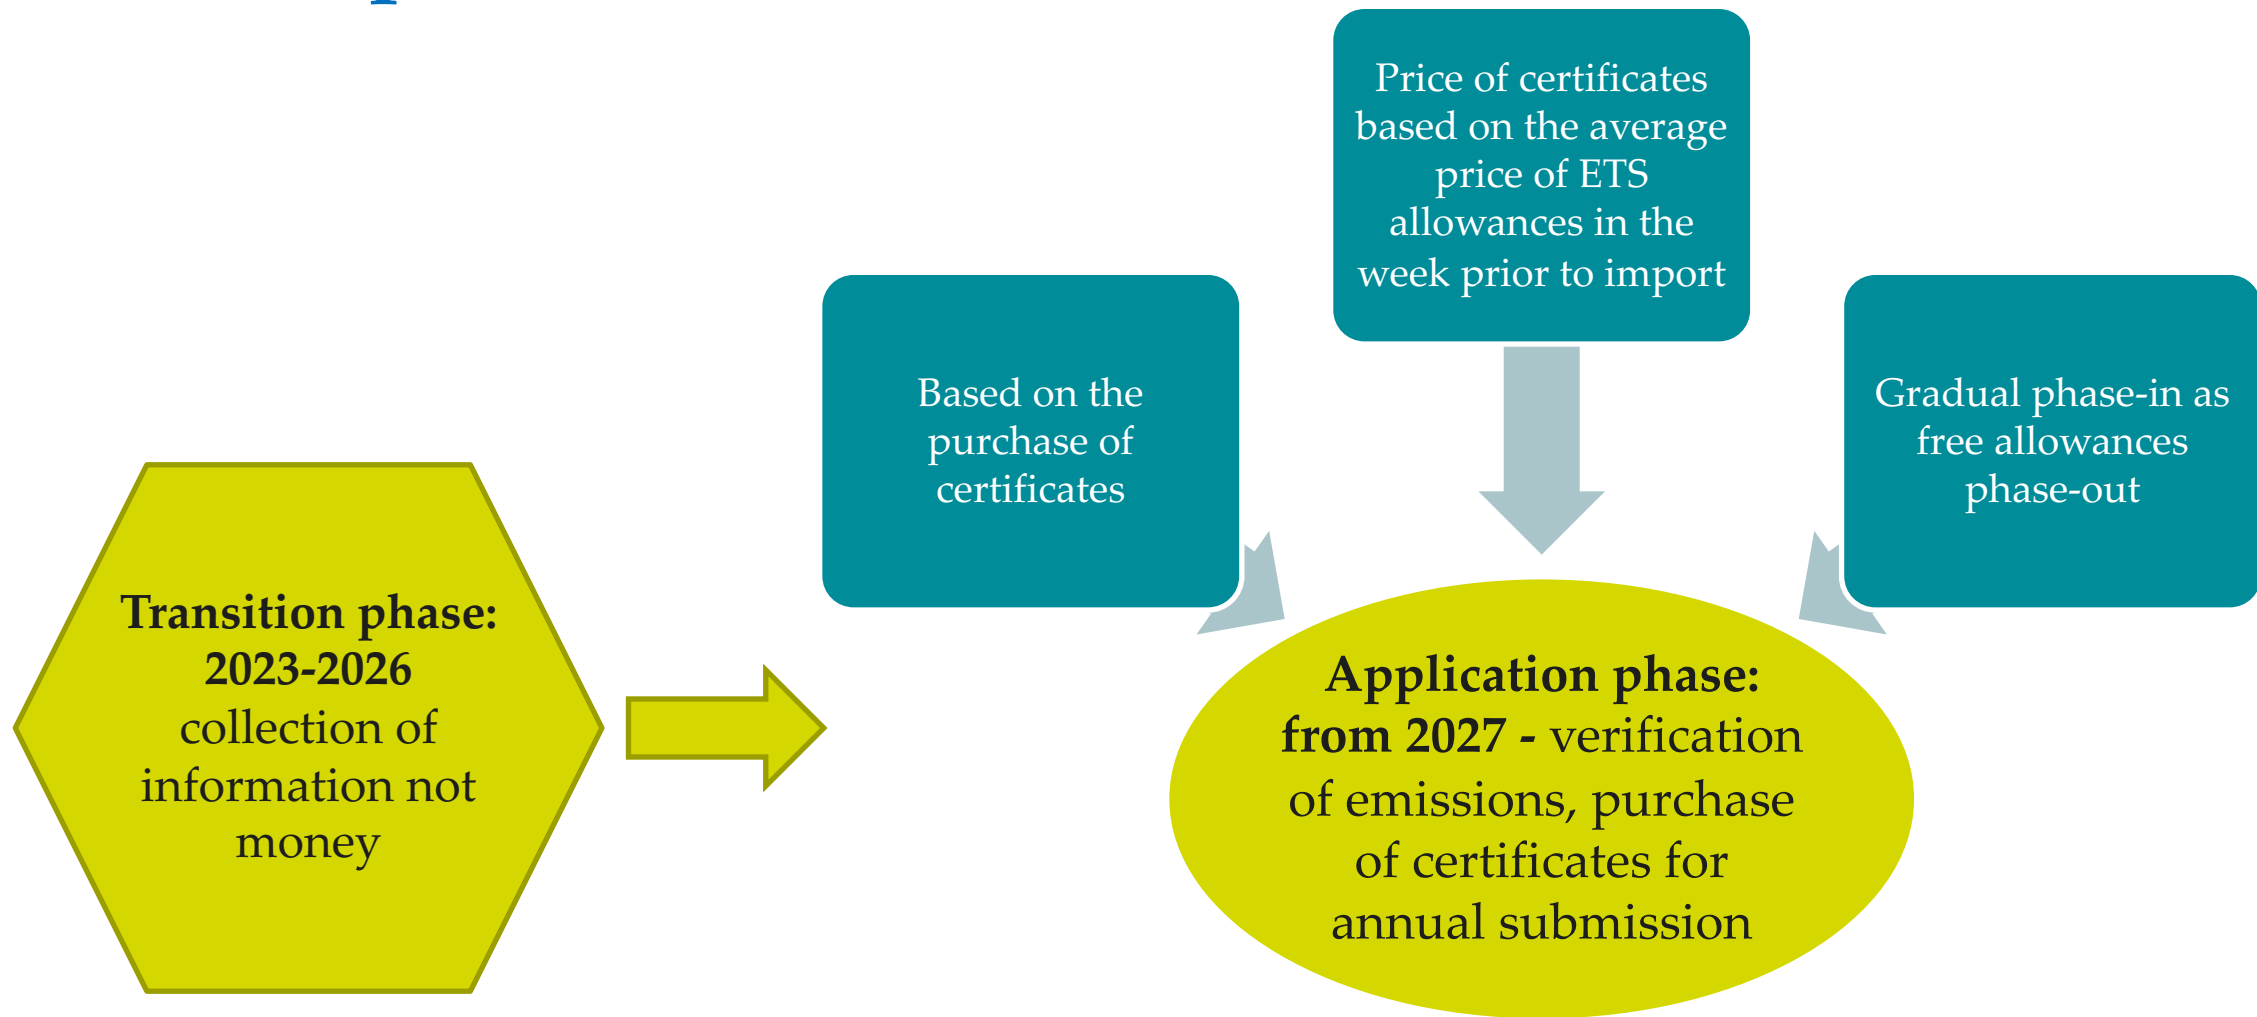 Price of certificates
based on the average
price of ETS
allowances in the
week prior to import
Based on the
purchase of
certificates
Gradual phase-in as
free allowances
phase-out
Transition phase:
2023-2026
collection of
information not
money
Application phase:
from 2027 - verification
of emissions, purchase
of certificates for
annual submission